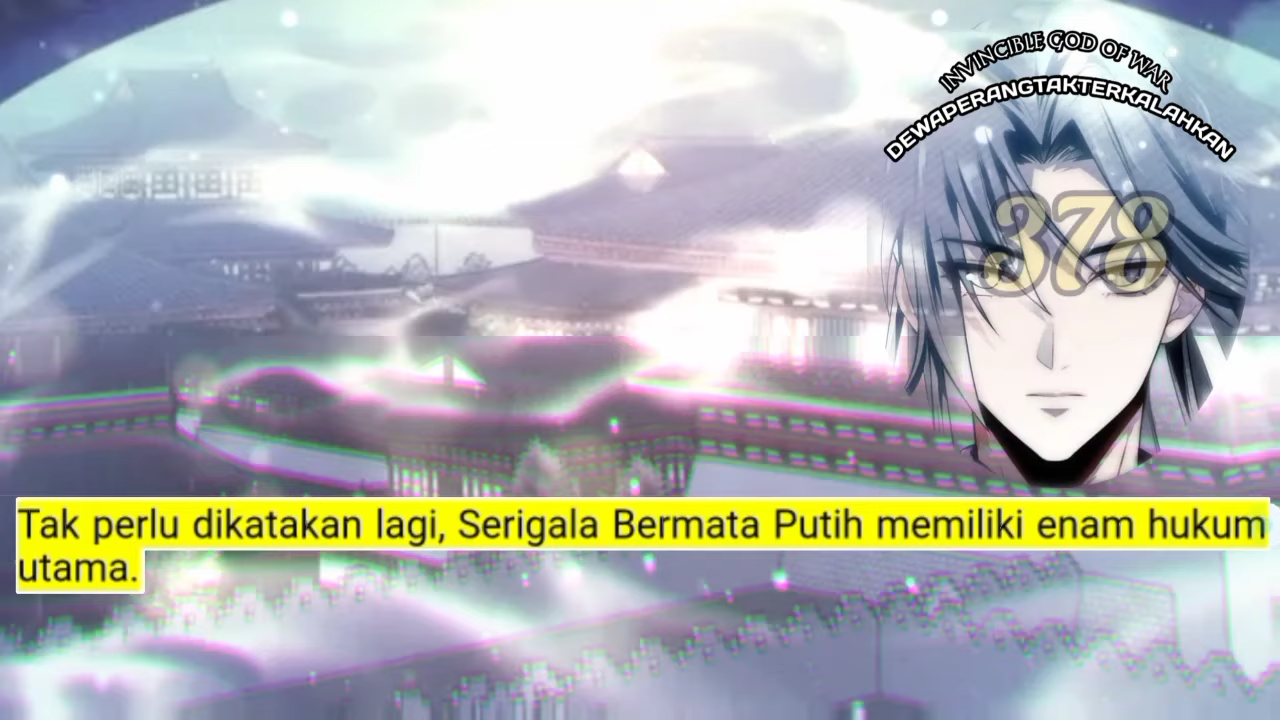 INVINCIBLE GOD OF WAR
DEWAPERANGTAKTERKALAHKAN
378
Tak perlu dikatakan lagi, Serigala Bermata Putih memiliki enam hukum
utama.